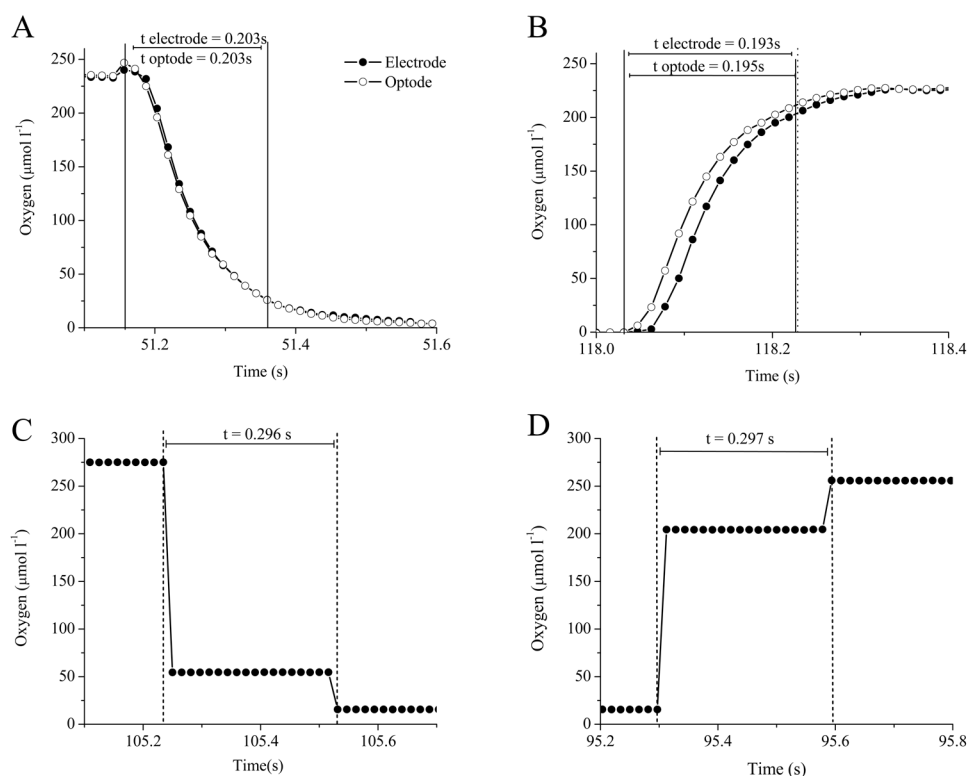 A
t electrode = 0.203s
t optode = 0.203s
Electrode
Optode
250
200
150
100
50
0
Oxygen (µmol l⁻¹)
51.2
51.4
51.6
Time (s)
B
t electrode = 0.193s
t optode = 0.195s
250
200
150
100
50
0
Oxygen (µmol l⁻¹)
118.0
118.2
118.4
Time (s)
C
t = 0.296 s
300
250
200
150
100
50
0
Oxygen (µmol l⁻¹)
105.2
105.4
105.6
Time(s)
D
t = 0.297 s
300
250
200
150
100
50
0
Oxygen (µmol l⁻¹)
95.2
95.4
95.6
95.8
Time (s)